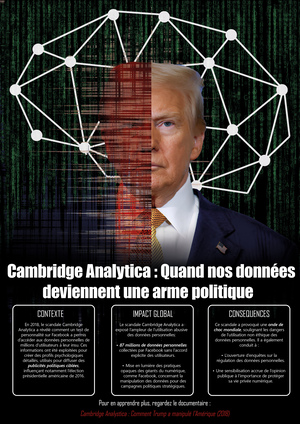 Cambridge Analytica : Quand nos données
deviennent une arme politique
CONTEXTE
En 2018, le scandale Cambridge
Analytica a révélé comment un test de
personnalité sur Facebook a permis
d'accéder aux données personnelles de
millions d'utilisateurs à leur insu. Ces
informations ont été exploitées pour
créer des profils psychologiques
détaillés, utilisés pour diffuser des
publicités politiques ciblées,
influençant notamment l'élection
présidentielle américaine de 2016.
IMPACT GLOBAL
Le scandale Cambridge Analytica a
exposé l'ampleur de l'utilisation abusive
des données personnelles.
• 87 millions de données personnelles
collectées par Facebook sans l'accord
explicite des utilisateurs.
• Mise en lumière des pratiques
opaques des géants du numérique
comme Facebook, concernant la
manipulation des données pour des
campagnes politiques stratégiques.
CONSEQUENCES
Ce scandale a provoqué une onde de
choc mondiale, soulignant les dangers
de l'utilisation non éthique des
données personnelles. Il a également
conduit à :
• L'ouverture d'enquêtes sur la
régulation des données personnelles.
• Une sensibilisation accrue de l'opinion
publique à l'importance de protéger
sa vie privée numérique.
Pour en apprendre plus, regardez le documentaire :
Cambridge Analystica : Comment Trump a manipulé l'Amérique (2018)